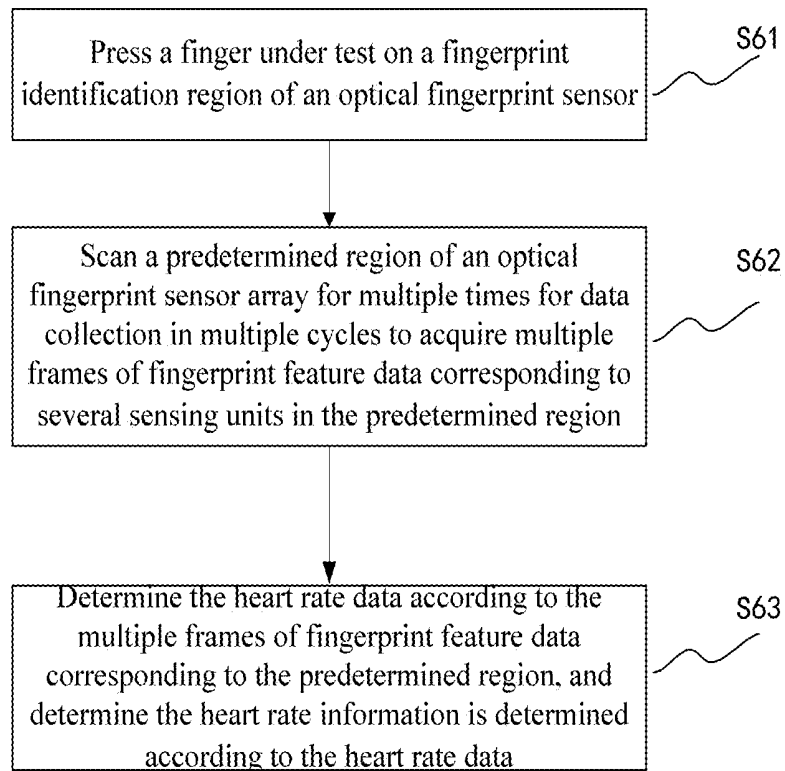 Press a finger under test on a fingerprint
identification region of an optical fingerprint sensor
S61
Scan a predetermined region of an optical
fingerprint sensor array for multiple times for data
collection in multiple cycles to acquire multiple
frames of fingerprint feature data corresponding to
several sensing units in the predetermined region
S62
Determine the heart rate data according to the
multiple frames of fingerprint feature data
corresponding to the predetermined region, and
determine the heart rate information is determined
according to the heart rate data
S63